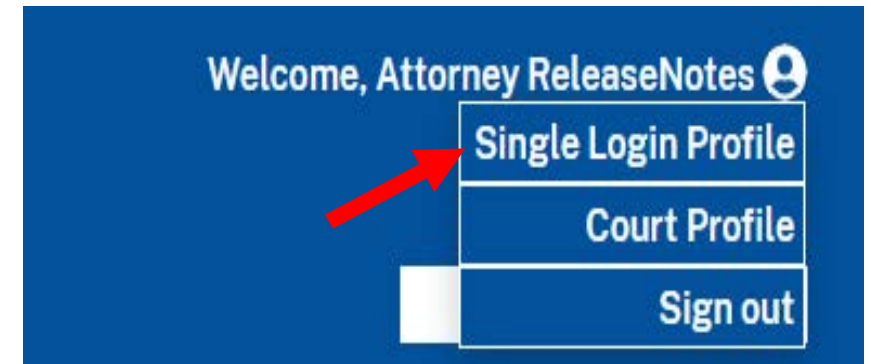 Welcome, Attorney ReleaseNotes
Single Login Profile
Court Profile
Sign out